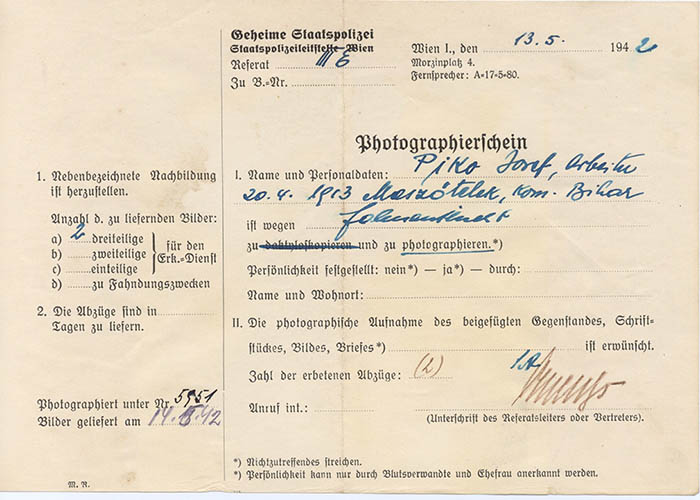 Geheime Staatspolizei
Staatspolizeileitstelle Wien
Referat III E
Zu B.=Nr.
Wien I., den 13.5. 1942
Morzinplatz 4.
Fernsprecher: A=17=5=80.
1. Nebenbezeichnete Nachbildung
ist herzustellen.
Anzahl d. zu liefernden Bilder:
a) 2 dreiteilige
b) zweiteilige
c) einteilige
für den
Erk.=Dienst
d) zu Fahndungszwecken
2. Die Abzüge sind in
Tagen zu liefern.
Photographiert unter Nr. 5951
Bilder geliefert am 14.5.42
M. R.
Photographierschein
I. Name und Personaldaten: Piko Josef, Arbeiter
20.4.1913 Maszótelek, Kom. Bihar
ist wegen
zu daktyloskopieren und zu photographieren.*)
Persönlichkeit festgestellt: nein*) — ja*) — durch:
Name und Wohnort:
II. Die photographische Aufnahme des beigefügten Gegenstandes, Schrift=
stückes, Bildes, Briefes*) ist erwünscht.
Zahl der erbetenen Abzüge: (2)
I.A.
Anruf int.:
(Unterschrift des Referatsleiters oder Vertreters).
*) Nichtzutreffendes streichen.
*) Persönlichkeit kann nur durch Blutsverwandte und Ehefrau anerkannt werden.